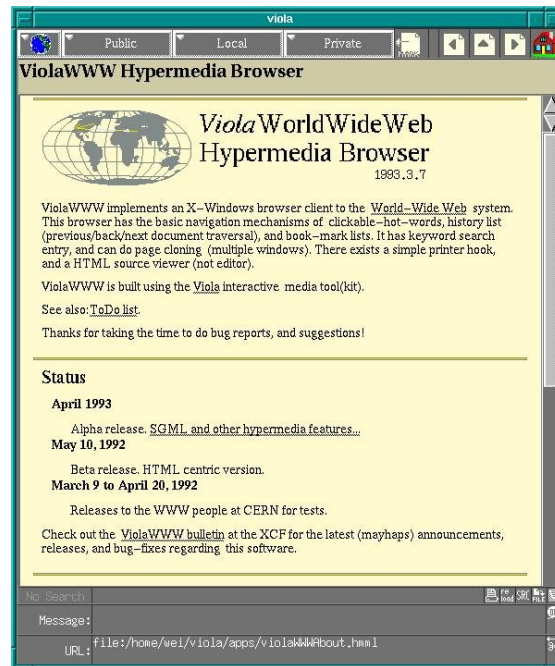 viola
Public Local Private
ViolaWWW Hypermedia Browser
Viola WorldWideWeb
Hypermedia Browser
1993.3.7
ViolaWWW implements an X-Windows browser client to the World-Wide Web system.
This browser has the basic navigation mechanisms of clickable-hot-words, history list
(previous/back/next document traversal), and book-mark lists. It has keyword search
entry, and can do page cloning (multiple windows). There exists a simple printer hook,
and a HTML source viewer (not editor).
ViolaWWW is built using the Viola interactive media tool(kit).
See also: ToDo list.
Thanks for taking the time to do bug reports, and suggestions!
Status
April 1993
Alpha release. SGML and other hypermedia features...
May 10, 1992
Beta release. HTML centric version.
March 9 to April 20, 1992
Releases to the WWW people at CERN for tests.
Check out the ViolaWWW bulletin at the XCF for the latest (mayhaps) announcements,
releases, and bug-fixes regarding this software.
No Search re load SRC FILE
Message:
URL: file:/home/wei/viola/apps/violaWWWAbout.hmml